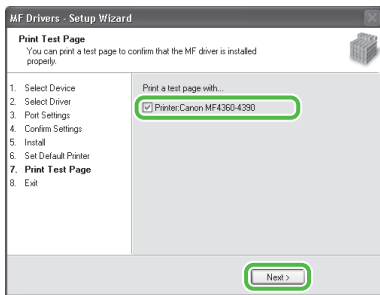 MF Drivers - Setup Wizard
Print Test Page
You can print a test page to confirm that the MF driver is installed
properly.
1. Select Device
2. Select Driver
3. Port Settings
4. Confirm Settings
5. Install
6. Set Default Printer
7. Print Test Page
8. Exit
Print a test page with...
Printer:Canon MF4360-4390
Next >